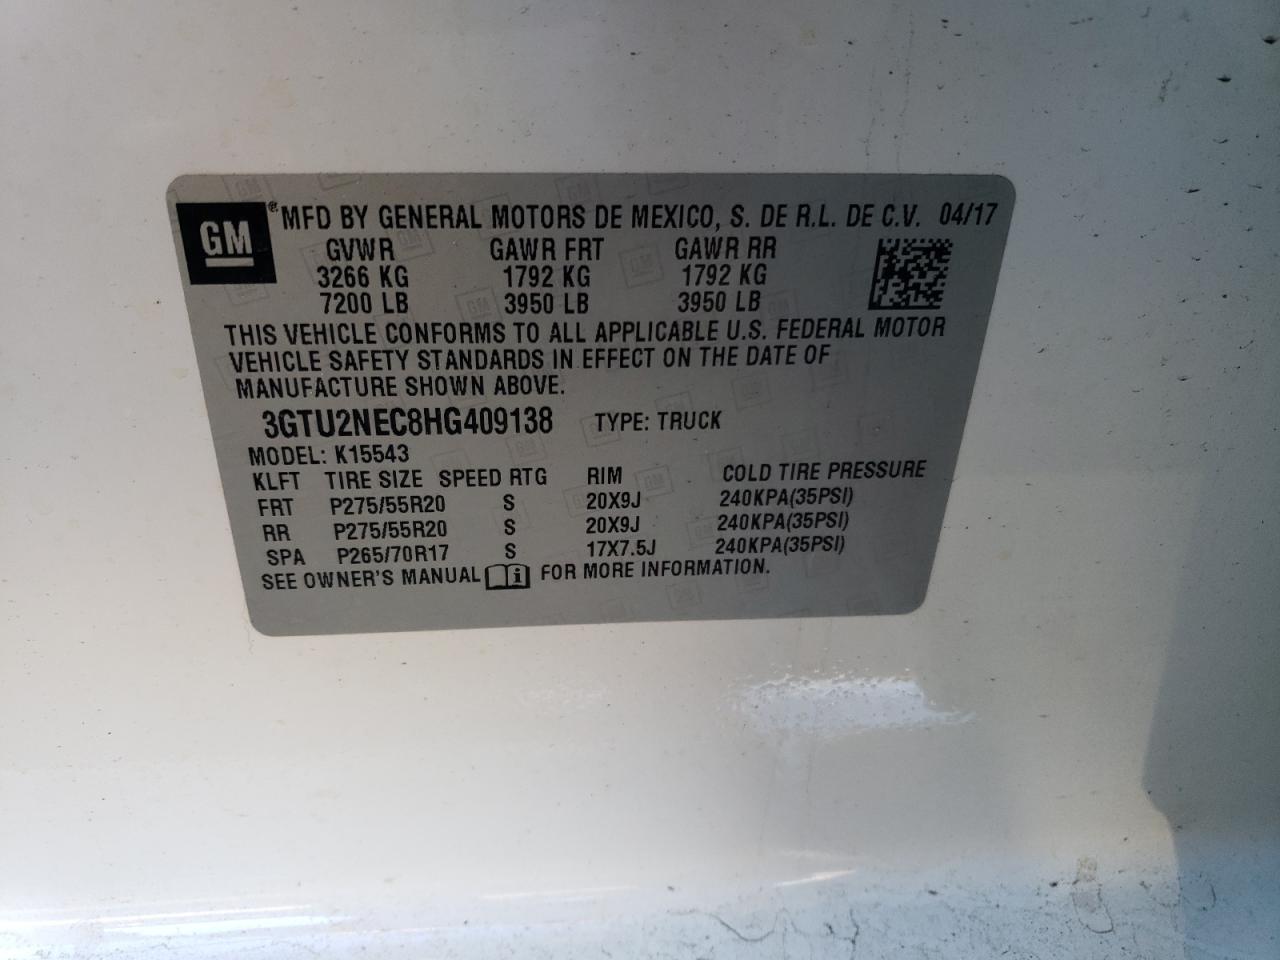 GM ® MFD BY GENERAL MOTORS DE MEXICO, S. DE R.L. DE C.V. 04/17
GVWR GAWR FRT GAWR RR
3266 KG 1792 KG 1792 KG
7200 LB 3950 LB 3950 LB
THIS VEHICLE CONFORMS TO ALL APPLICABLE U.S. FEDERAL MOTOR
VEHICLE SAFETY STANDARDS IN EFFECT ON THE DATE OF
MANUFACTURE SHOWN ABOVE.
3GTU2NEC8HG409138 TYPE: TRUCK
MODEL: K15543
KLFT TIRE SIZE SPEED RTG RIM COLD TIRE PRESSURE
FRT P275/55R20 S 20X9J 240KPA(35PSI)
RR P275/55R20 S 20X9J 240KPA(35PSI)
SPA P265/70R17 S 17X7.5J 240KPA(35PSI)
SEE OWNER'S MANUAL FOR MORE INFORMATION.